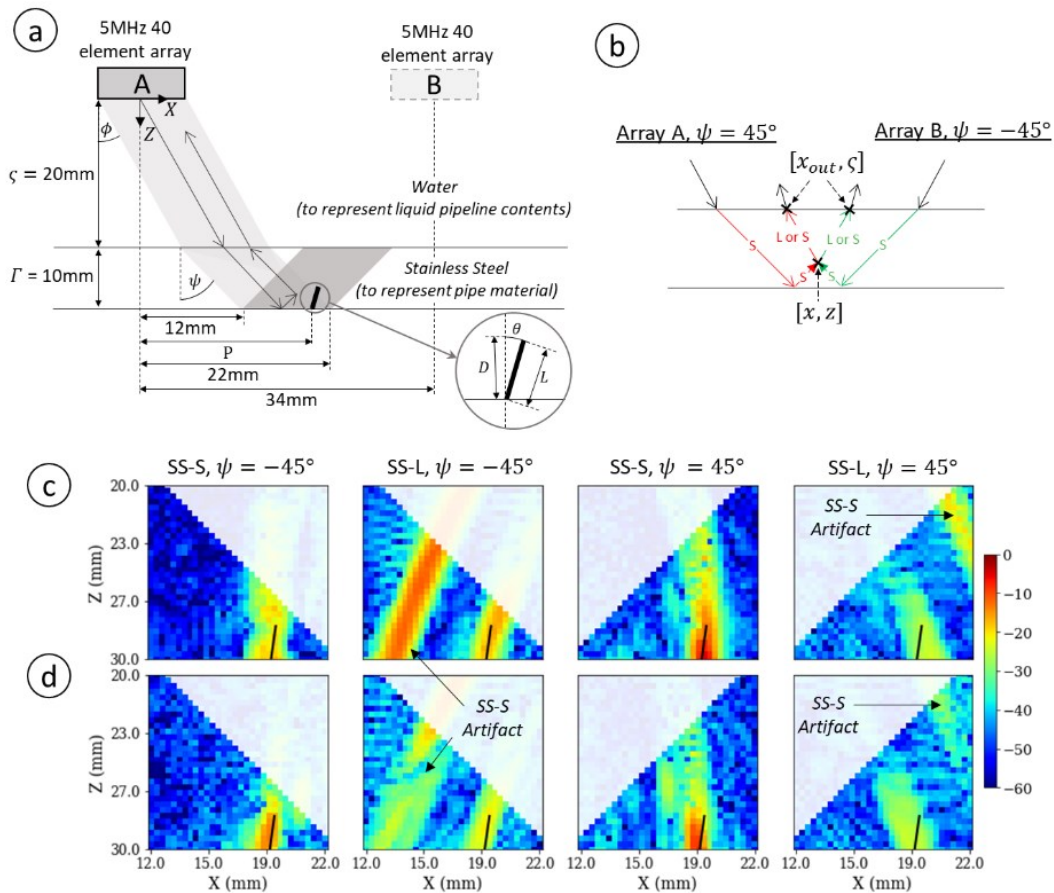 a
5MHz 40
element array
5MHz 40
element array
A
B
X
Z
ϕ
ς = 20mm
Water
(to represent liquid pipeline contents)
Γ = 10mm
ψ
Stainless Steel
(to represent pipe material)
12mm
P
22mm
34mm
θ
D
L
b
Array A, ψ = 45°
Array B, ψ = −45°
[x_out, ς]
S
L or S
L or S
S
S
S
[x, z]
c
SS-S, ψ = −45°
SS-L, ψ = −45°
SS-S, ψ = 45°
SS-L, ψ = 45°
20.0
23.0
27.0
30.0
Z (mm)
SS-S
Artifact
0
−10
−20
−30
−40
−50
−60
d
SS-S
Artifact
SS-S
Artifact
20.0
23.0
27.0
30.0
Z (mm)
12.0 15.0 19.0 22.0
12.0 15.0 19.0 22.0
12.0 15.0 19.0 22.0
12.0 15.0 19.0 22.0
X (mm)
X (mm)
X (mm)
X (mm)